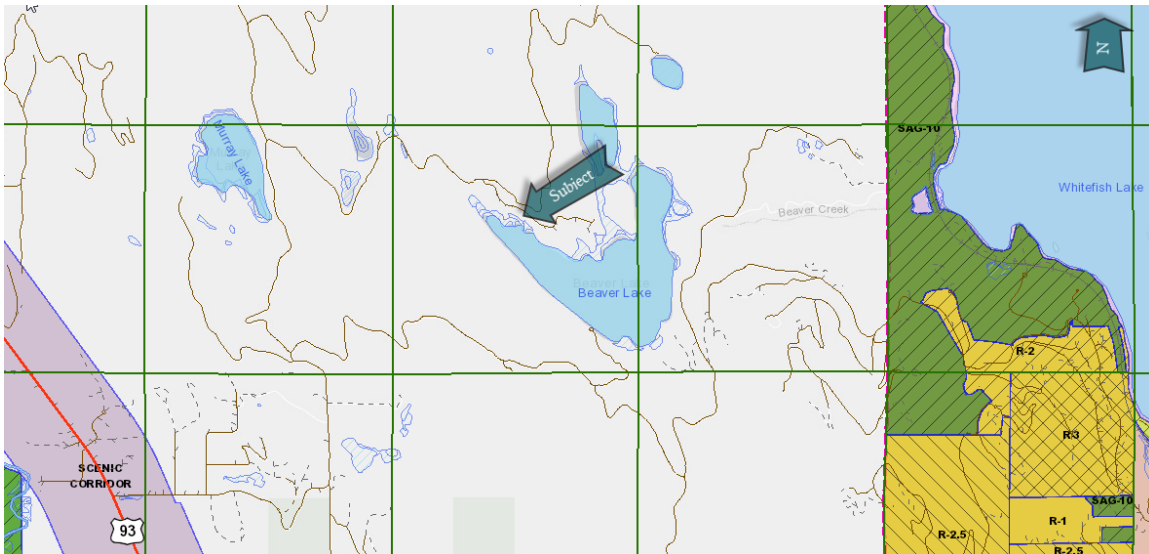 N
SAG-10
Murray Lake
Whitefish Lake
Subject
Beaver Creek
Beaver Lake
R-2
R-3
SCENIC
CORRIDOR
SAG-10
93
R-1
R-2.5
R-2.5